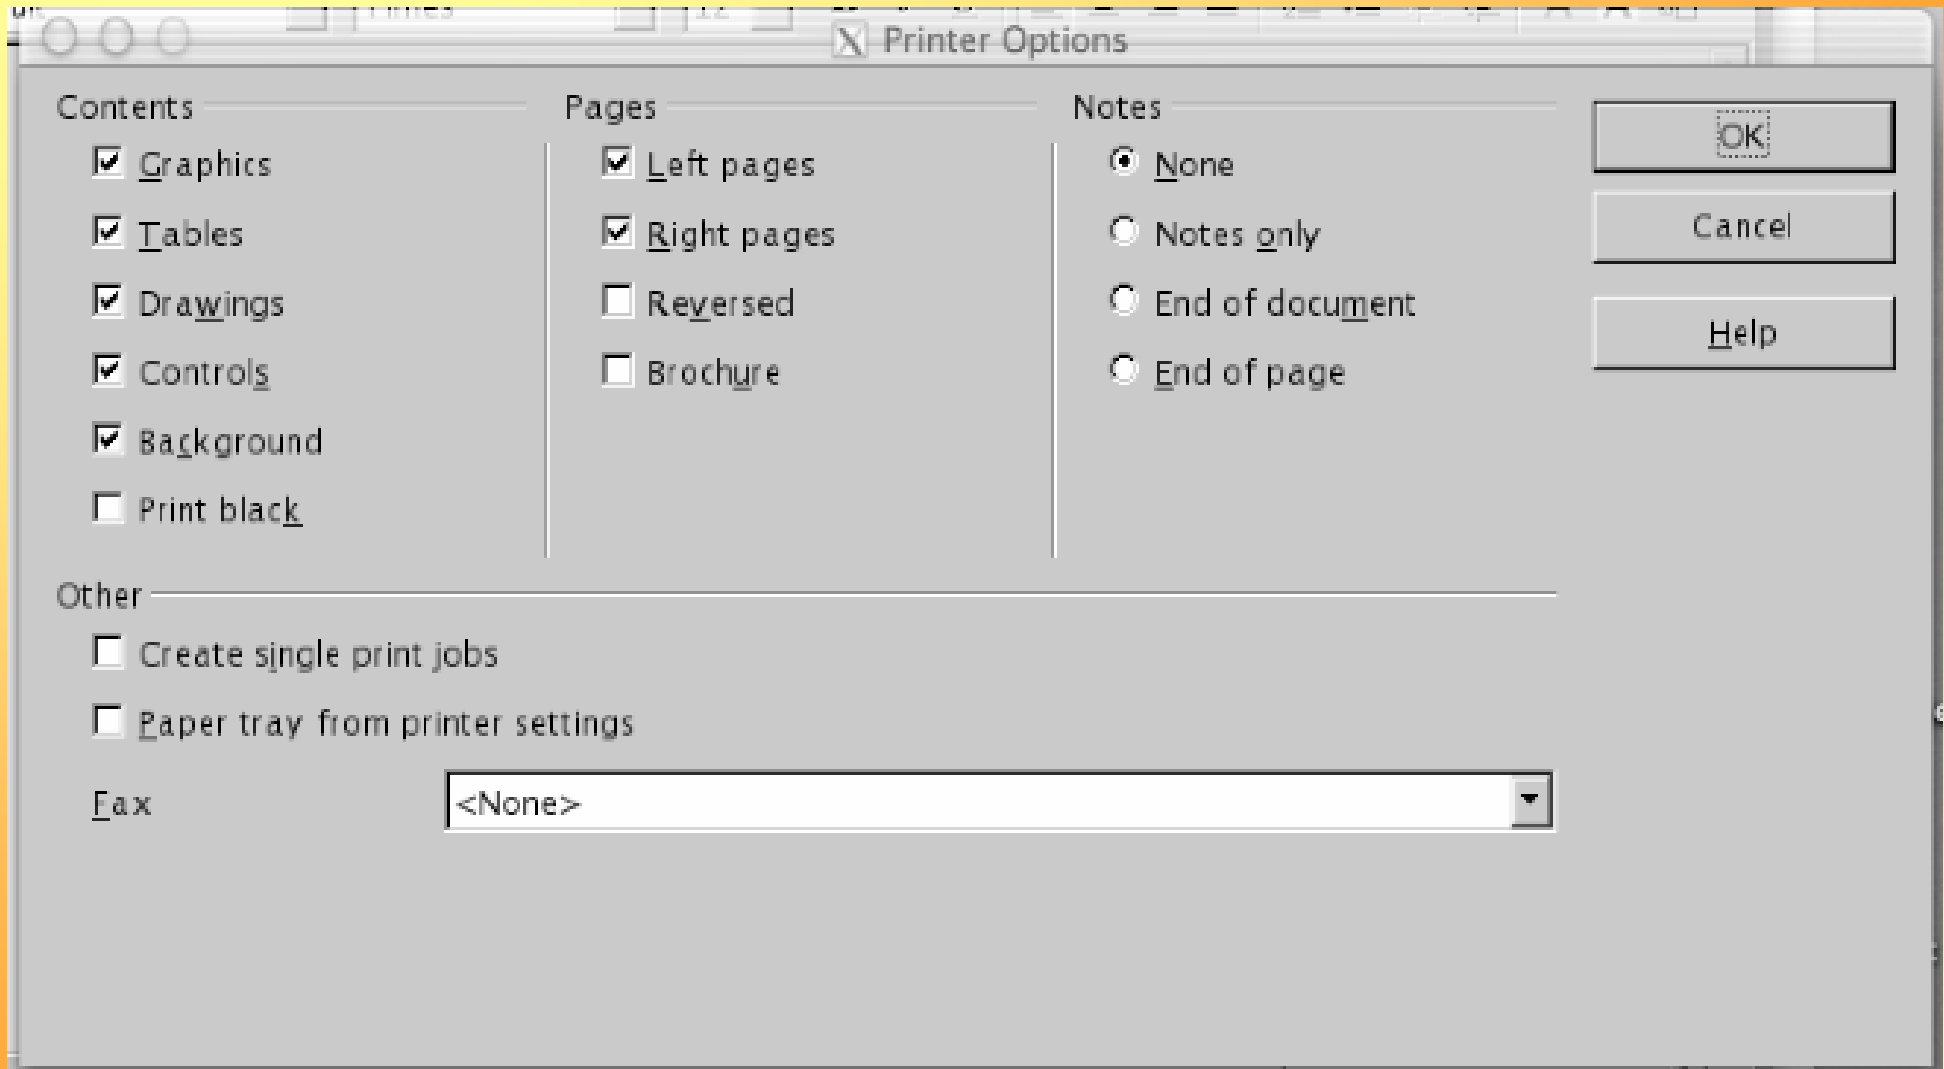 Times
12
Printer Options
Contents
Graphics
Tables
Drawings
Controls
Background
Print black
Pages
Left pages
Right pages
Reversed
Brochure
Notes
None
Notes only
End of document
End of page
OK
Cancel
Help
Other
Create single print jobs
Paper tray from printer settings
Fax
<None>